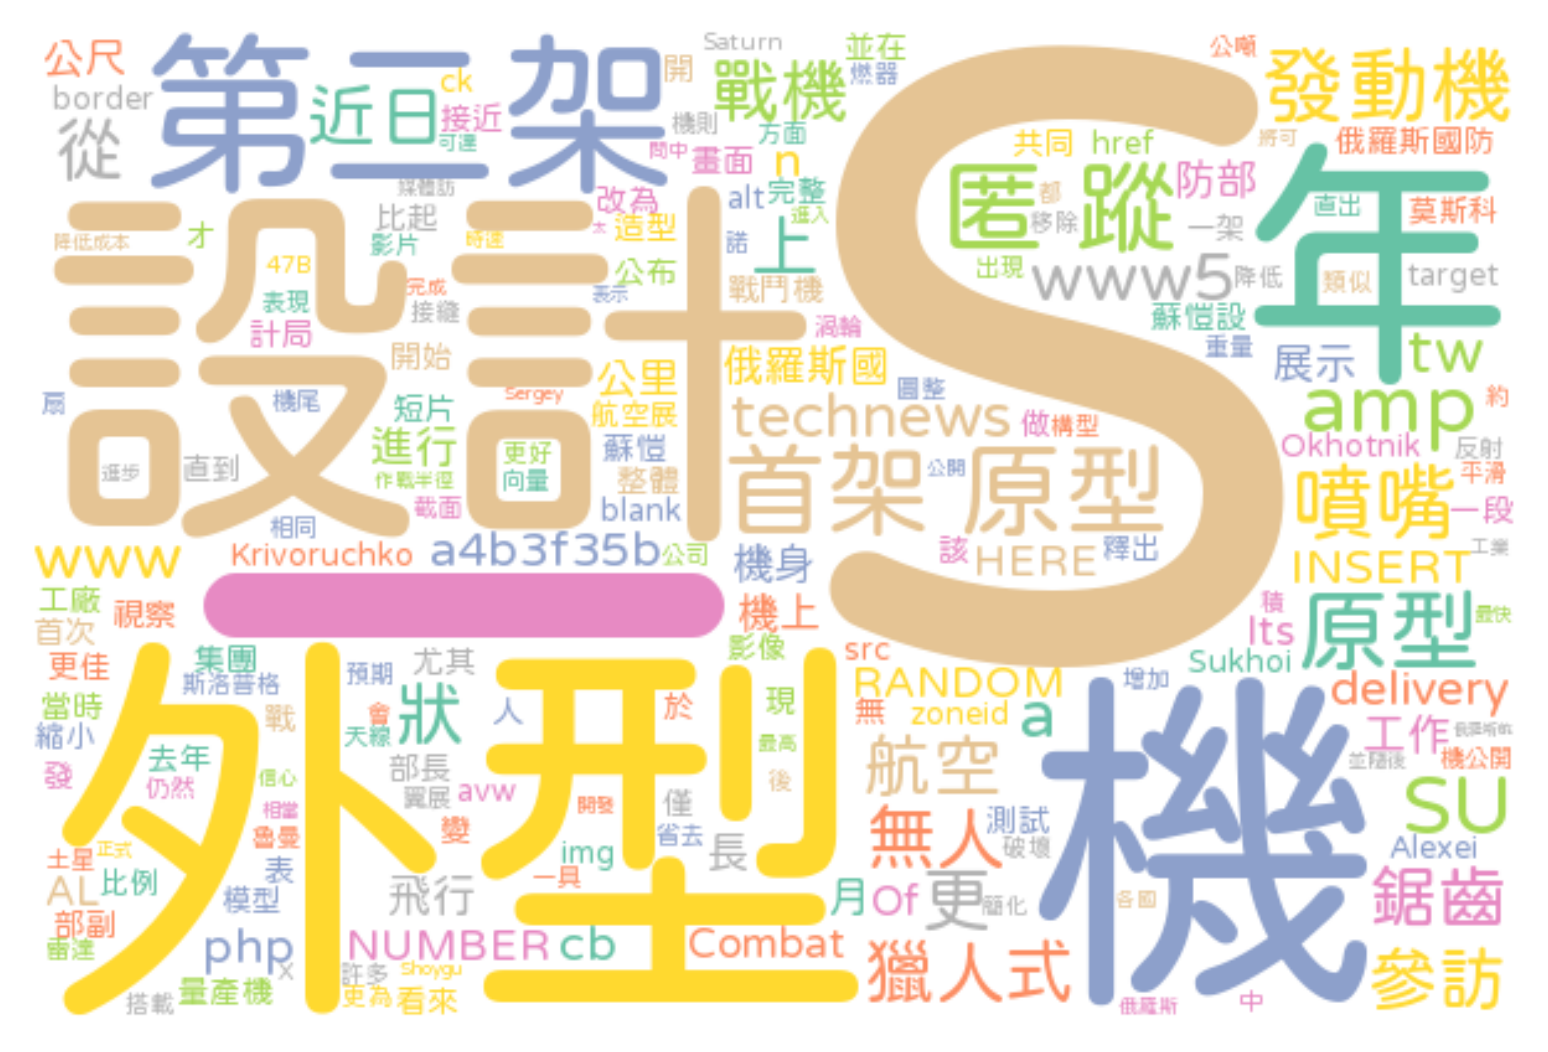 公尺 第二架 ck 開 Saturn 並在 公噸 發動機
border 近日 接近 戰機 燃器
從 可達 機則 方面 共同 href 將可 俄羅斯國防
問中 畫面 n 匿蹤 防部 年
媒體訪 改為 alt 完整 都 直出 莫斯科
設計 比起 太 造型 諾 上 進入 S 移除 一架
降低成本 才 影片 時速
47B 公布 出現 www5 降低 類似 target
表現 完成 表示 戰鬥機
計局 接縫 渦輪 蘇愷設
開始 公里 俄羅斯國 重量 展示 tw
扇 機尾 短片 Sergey 航空展 圓整 amp 約
technews 做 構型
進行 更好 蘇愷 Okhotnik 反射
進步 直到 作戰半徑 向量 整體 首架 公開 原型 噴嘴 平滑
截面 blank 一段
相同
www Krivoruchko a4b3f35b 公司 機身 該 HERE 釋出 INSERT 工業
工廠 視察 一 機上 積 原型 最快
首次 Its
更佳 集團 尤其 影像 src Sukhoi
斯洛普格 預期 RANDOM 增加 delivery
當時 外型 戰 會 狀 人 於 現 無 zoneid a 工作
縮小 天線 最高 機 並隨後 機公開
去年 部長 航空
發 仍然 信心 翼展 avw 開發 僅 後 SU
相當
魯曼 變 省去 無人 測試 Alexei
土星 正式 img 長 破壞
AL 比例 表 一具
模型 飛行 月 Of 更 簡化 各國 鋸齒
部副
雷達 php NUMBER cb Combat 獵人式 參訪
x 許多 Shoygu
搭載 量產機 更為 看來 俄羅斯 中